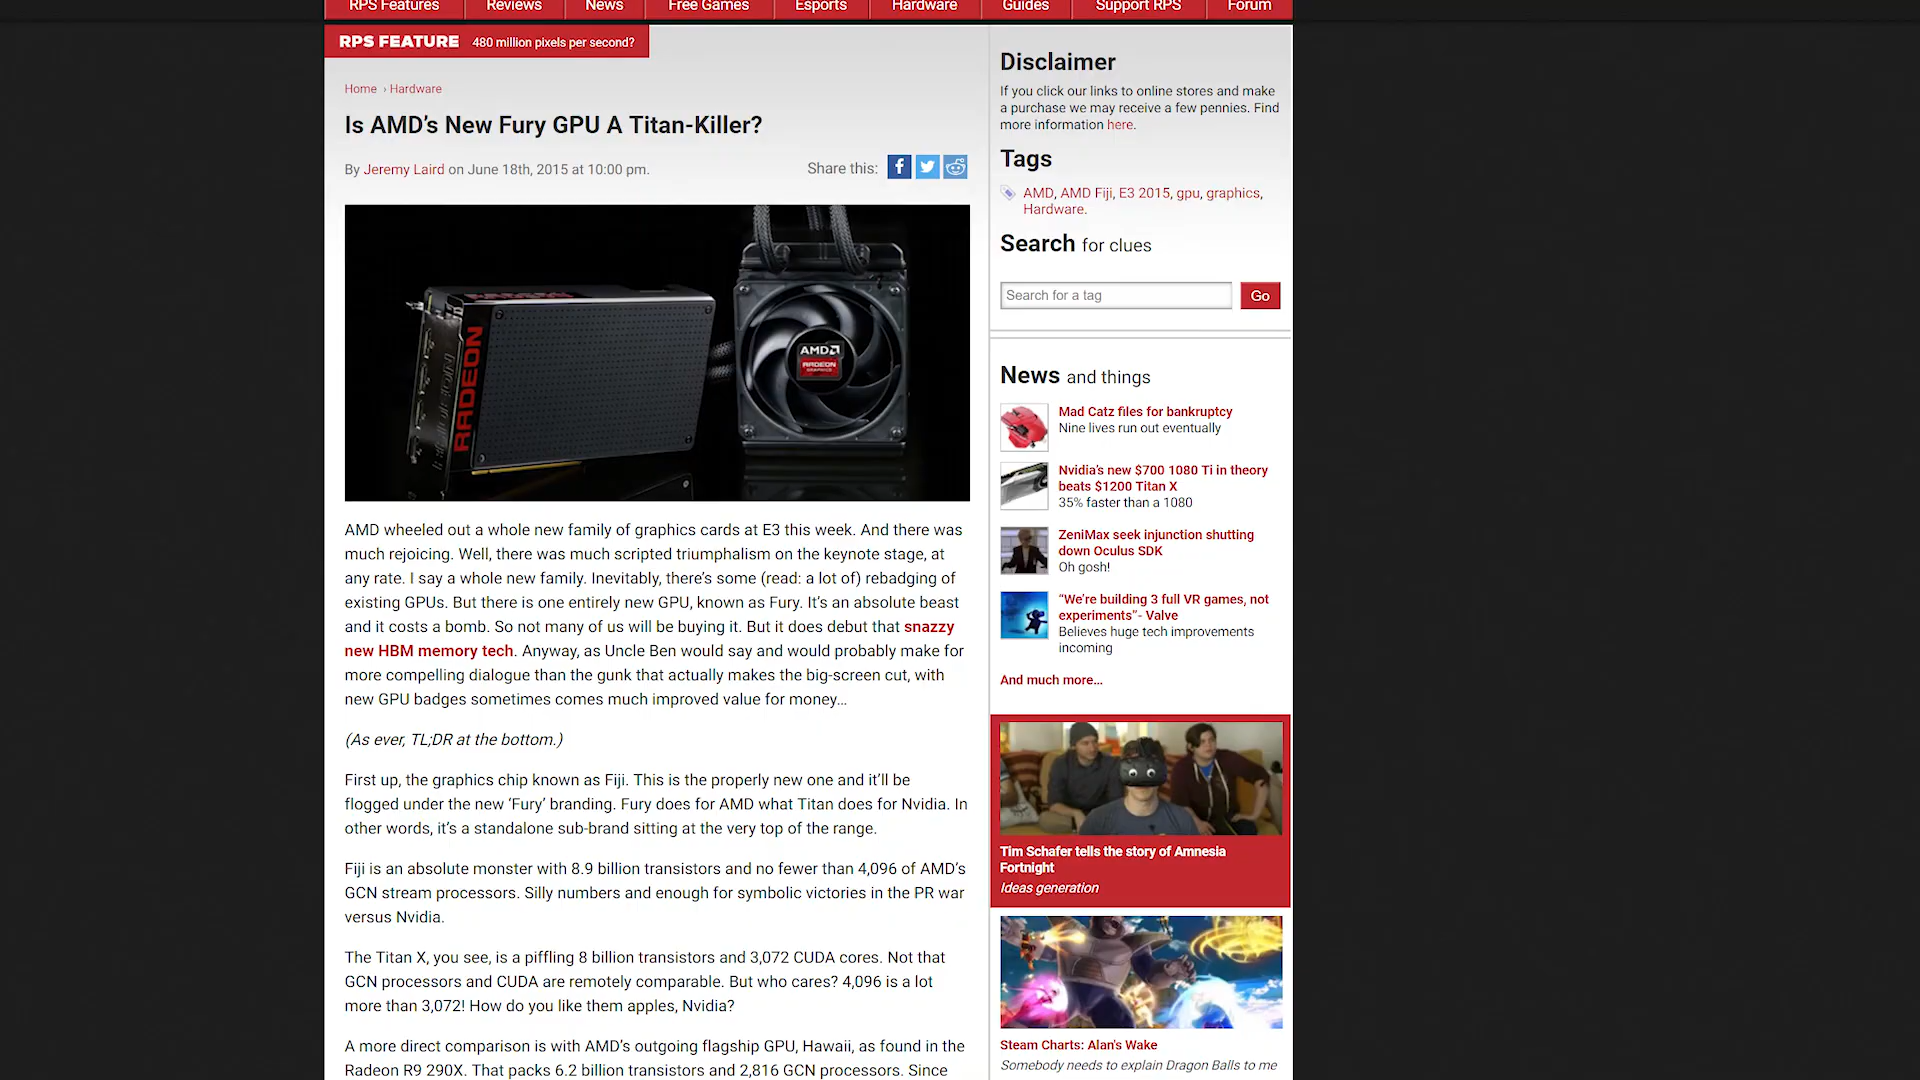 RPS Features Reviews News Free Games Esports Hardware Guides Support RPS Forum
RPS FEATURE 480 million pixels per second?
Home › Hardware
Is AMD’s New Fury GPU A Titan-Killer?
By Jeremy Laird on June 18th, 2015 at 10:00 pm.
Share this:
RADEON
AMD
RADEON
GRAPHICS
AMD wheeled out a whole new family of graphics cards at E3 this week. And there was
much rejoicing. Well, there was much scripted triumphalism on the keynote stage, at
any rate. I say a whole new family. Inevitably, there’s some (read: a lot of) rebadging of
existing GPUs. But there is one entirely new GPU, known as Fury. It’s an absolute beast
and it costs a bomb. So not many of us will be buying it. But it does debut that snazzy
new HBM memory tech. Anyway, as Uncle Ben would say and would probably make for
more compelling dialogue than the gunk that actually makes the big-screen cut, with
new GPU badges sometimes comes much improved value for money…
(As ever, TL;DR at the bottom.)
First up, the graphics chip known as Fiji. This is the properly new one and it’ll be
flogged under the new ‘Fury’ branding. Fury does for AMD what Titan does for Nvidia. In
other words, it’s a standalone sub-brand sitting at the very top of the range.
Fiji is an absolute monster with 8.9 billion transistors and no fewer than 4,096 of AMD’s
GCN stream processors. Silly numbers and enough for symbolic victories in the PR war
versus Nvidia.
The Titan X, you see, is a piffling 8 billion transistors and 3,072 CUDA cores. Not that
GCN processors and CUDA are remotely comparable. But who cares? 4,096 is a lot
more than 3,072! How do you like them apples, Nvidia?
A more direct comparison is with AMD’s outgoing flagship GPU, Hawaii, as found in the
Radeon R9 290X. That packs 6.2 billion transistors and 2,816 GCN processors. Since
Disclaimer
If you click our links to online stores and make
a purchase we may receive a few pennies. Find
more information here.
Tags
AMD, AMD Fiji, E3 2015, gpu, graphics,
Hardware.
Search for clues
Search for a tag
Go
News and things
Mad Catz files for bankruptcy
Nine lives run out eventually
Nvidia’s new $700 1080 Ti in theory
beats $1200 Titan X
35% faster than a 1080
ZeniMax seek injunction shutting
down Oculus SDK
Oh gosh!
“We’re building 3 full VR games, not
experiments”- Valve
Believes huge tech improvements
incoming
And much more…
Tim Schafer tells the story of Amnesia
Fortnight
Ideas generation
Steam Charts: Alan's Wake
Somebody needs to explain Dragon Balls to me